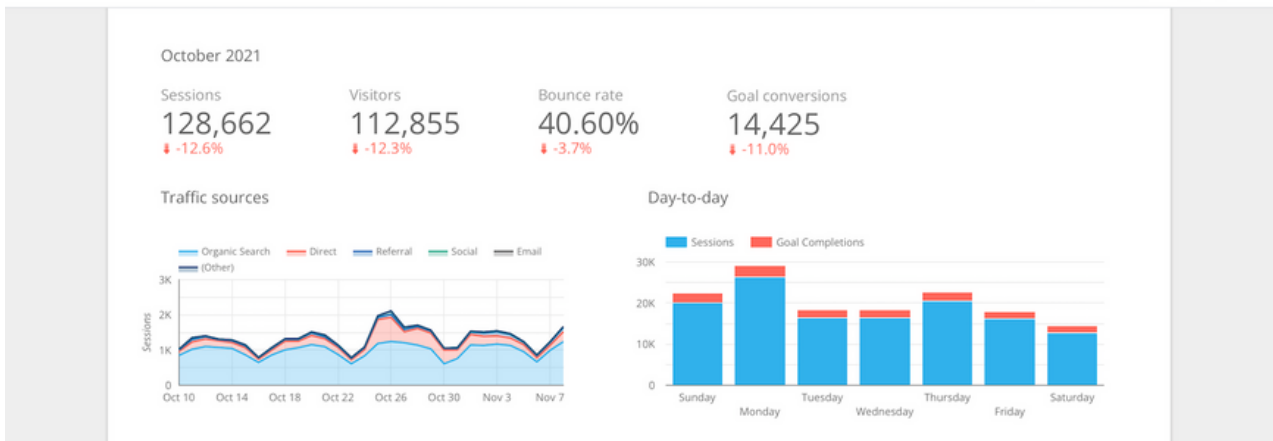 October 2021
Sessions
128,662
-12.6%
Visitors
112,855
-12.3%
Bounce rate
40.60%
-3.7%
Goal conversions
14,425
-11.0%
Traffic sources
Organic Search Direct Referral Social Email
(Other)
3K
2K
1K
0
Sessions
Oct 10 Oct 14 Oct 18 Oct 22 Oct 26 Oct 30 Nov 3 Nov 7
Day-to-day
Sessions Goal Completions
30K
20K
10K
0
Sunday Tuesday Thursday Saturday
Monday Wednesday Friday